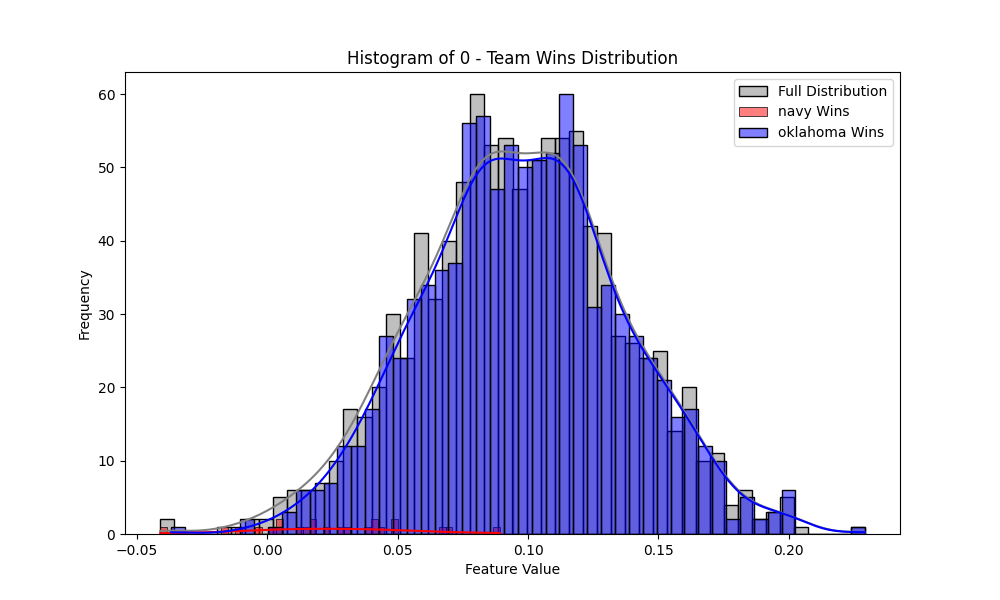 Histogram of 0 - Team Wins Distribution
Full Distribution
navy Wins
oklahoma Wins
Frequency
60
50
40
30
20
10
0
−0.05 0.00 0.05 0.10 0.15 0.20
Feature Value